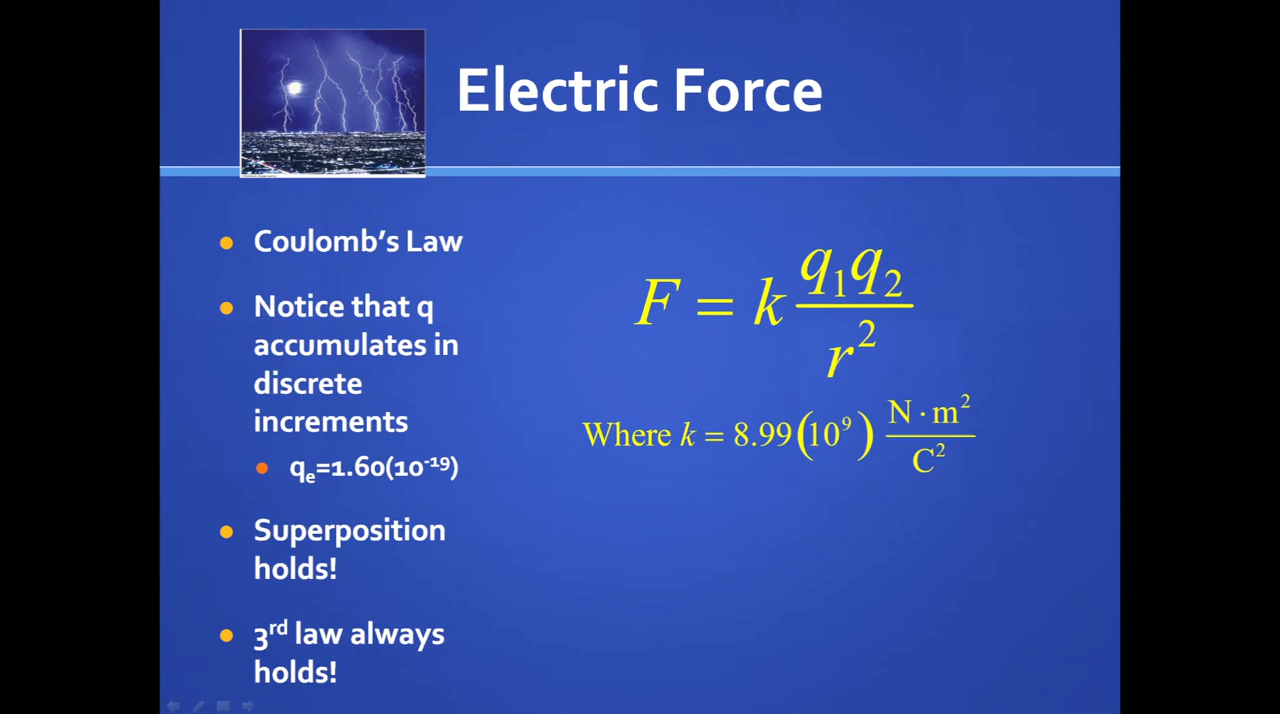 Electric Force
Coulomb's Law
Notice that q
accumulates in
discrete
increments
qₑ=1.60(10⁻¹⁹)
Superposition
holds!
3ʳᵈ law always
holds!
F = k q₁q₂ / r²
Where k = 8.99(10⁹) N·m² / C²